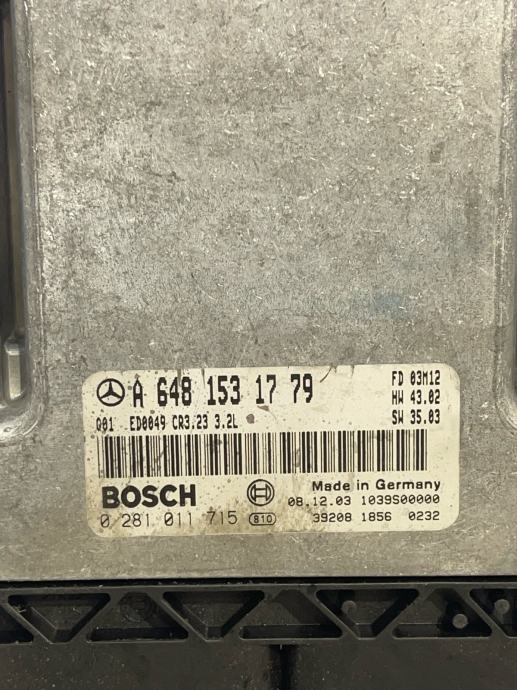 A 648 153 17 79
FD 03M12
HW 43.02
SW 35.03
Q01 ED0049 CR3.23 3.2L
BOSCH
Made in Germany
08.12.03 1039S00000
0 281 011 715 810
39208 1856 0232